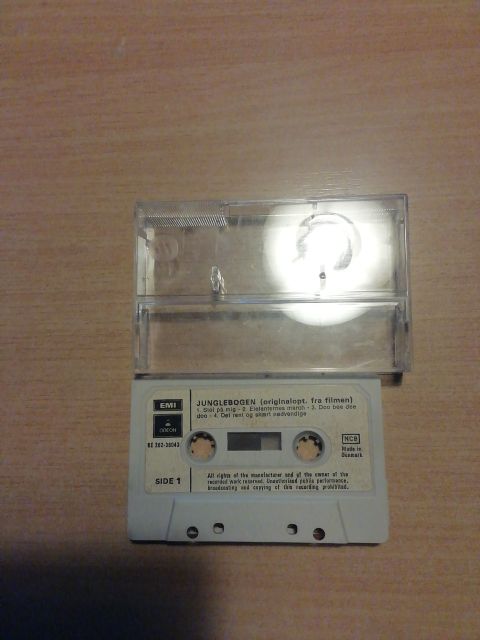 EMI
ODEON
JUNGLEBOGEN (originalopt. fra filmen)
1. Stol på mig - 2. Elefanternes march - 3. Doo bee dee
doo - 4. Det rent og skært nødvendige
NCB
Made in
Denmark
SIDE 1
All rights of the manufacturer and of the owner of the
recorded work reserved. Unauthorized public performance,
broadcasting and copying of this recording prohibited.